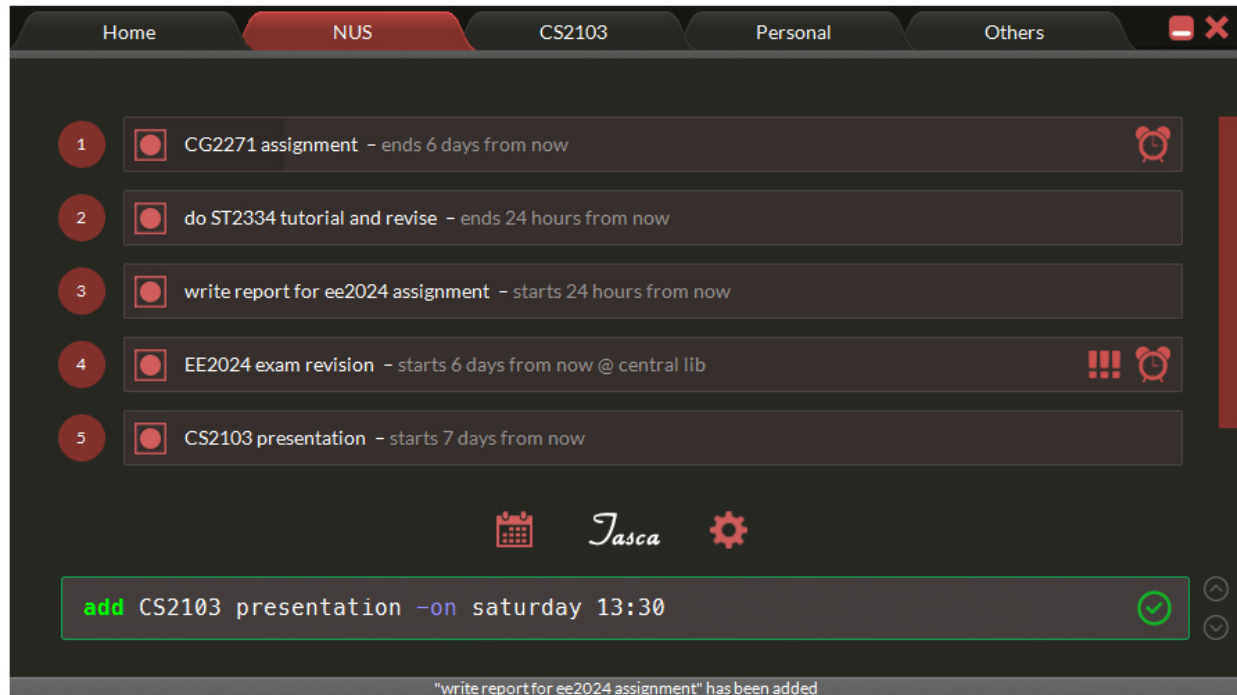 Home NUS CS2103 Personal Others
1 CG2271 assignment – ends 6 days from now
2 do ST2334 tutorial and revise – ends 24 hours from now
3 write report for ee2024 assignment – starts 24 hours from now
4 EE2024 exam revision – starts 6 days from now @ central lib !!!
5 CS2103 presentation – starts 7 days from now
Tasca
add CS2103 presentation -on saturday 13:30
"write report for ee2024 assignment" has been added